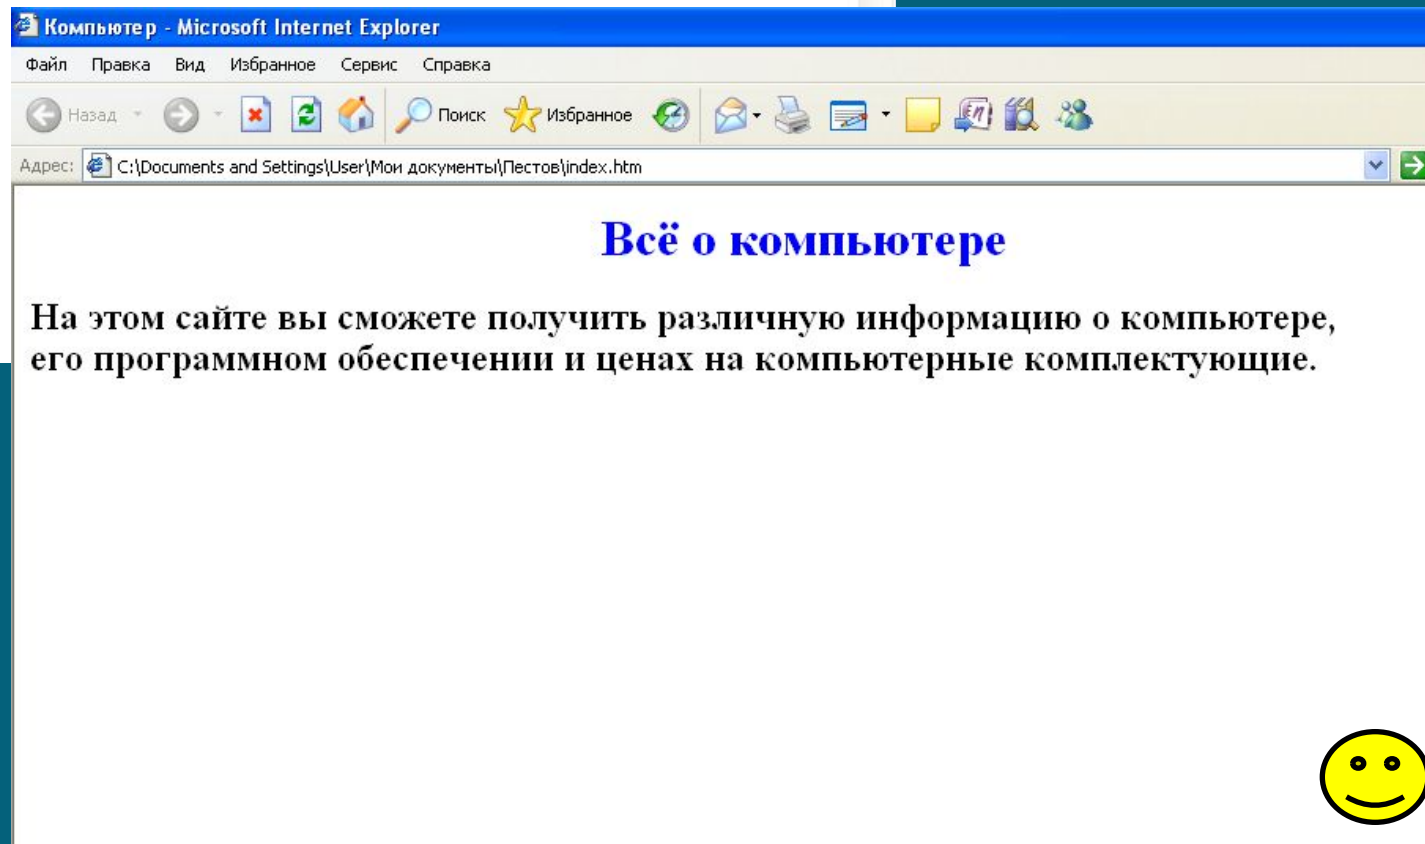 Компьютер - Microsoft Internet Explorer
Файл Правка Вид Избранное Сервис Справка
Назад Поиск Избранное
Адрес: C:\Documents and Settings\User\Мои документы\Пестов\index.htm
Всё о компьютере
На этом сайте вы сможете получить различную информацию о компьютере,
его программном обеспечении и ценах на компьютерные комплектующие.